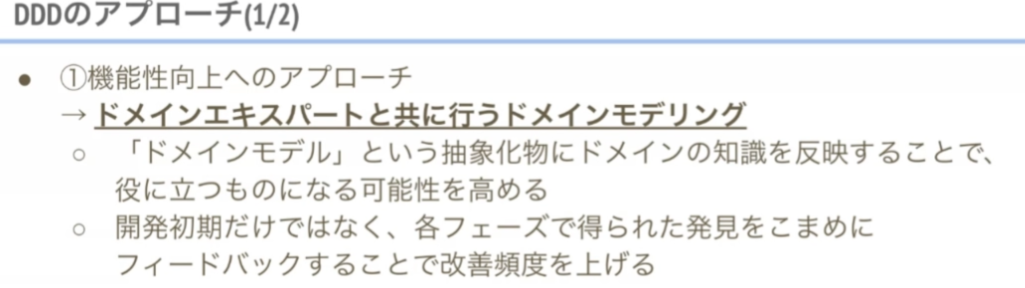 DDDのアプローチ(1/2)
● ①機能性向上へのアプローチ
→ ドメインエキスパートと共に行うドメインモデリング
○ 「ドメインモデル」という抽象化物にドメインの知識を反映することで、
役に立つものになる可能性を高める
○ 開発初期だけではなく、各フェーズで得られた発見をこまめに
フィードバックすることで改善頻度を上げる